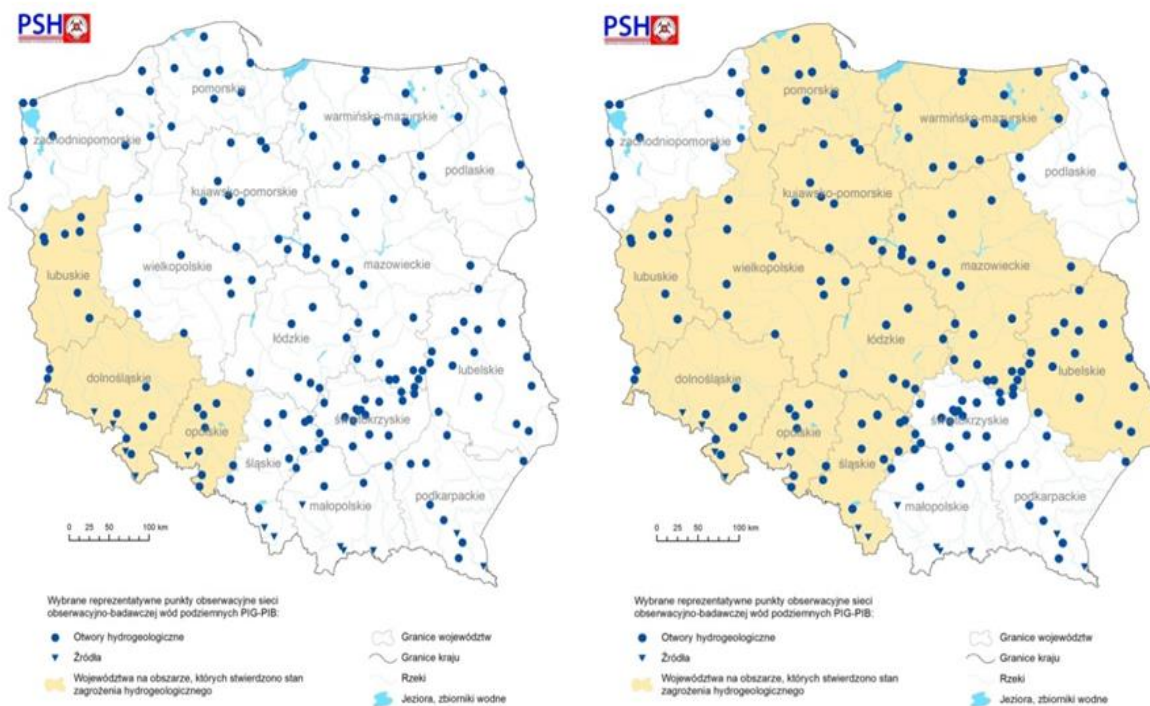 PSH
pomorskie
warmińsko-mazurskie
zachodniopomorskie
podlaskie
kujawsko-pomorskie
mazowieckie
wielkopolskie
lubuskie
łódzkie
lubelskie
dolnośląskie
świętokrzyskie
opolskie
śląskie
małopolskie
podkarpackie
0 25 50 100 km
Wybrane reprezentatywne punkty obserwacyjne sieci
obserwacyjno-badawczej wód podziemnych PIG-PIB:
Otwory hydrogeologiczne
Źródła
Województwa na obszarze, których stwierdzono stan
zagrożenia hydrogeologicznego
Granice województw
Granice kraju
Rzeki
Jeziora, zbiorniki wodne
PSH
pomorskie
warmińsko-mazurskie
zachodniopomorskie
podlaskie
kujawsko-pomorskie
mazowieckie
wielkopolskie
lubuskie
łódzkie
lubelskie
dolnośląskie
świętokrzyskie
opolskie
śląskie
małopolskie
podkarpackie
0 25 50 100 km
Wybrane reprezentatywne punkty obserwacyjne sieci
obserwacyjno-badawczej wód podziemnych PIG-PIB:
Otwory hydrogeologiczne
Źródła
Województwa na obszarze, których stwierdzono stan
zagrożenia hydrogeologicznego
Granice województw
Granice kraju
Rzeki
Jeziora, zbiorniki wodne